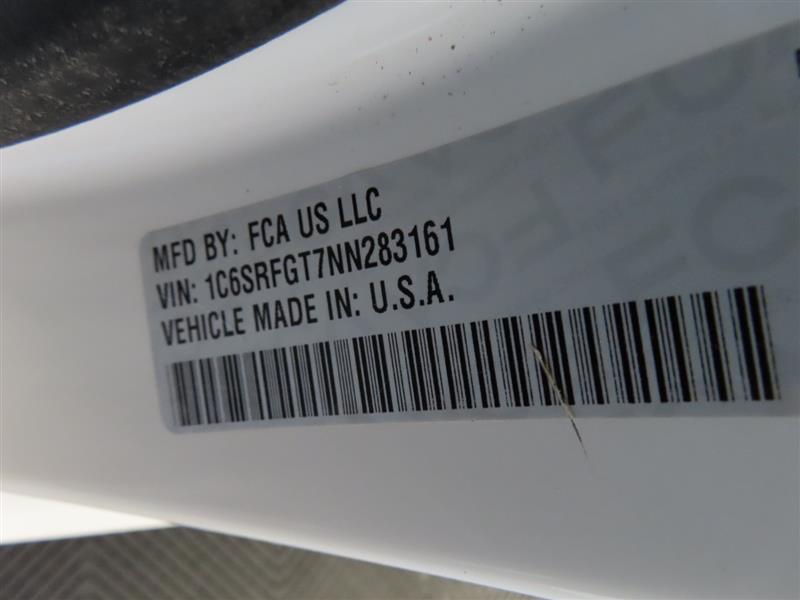 MFD BY: FCA US LLC
VIN: 1C6SRFGT7NN283161
VEHICLE MADE IN: U.S.A.